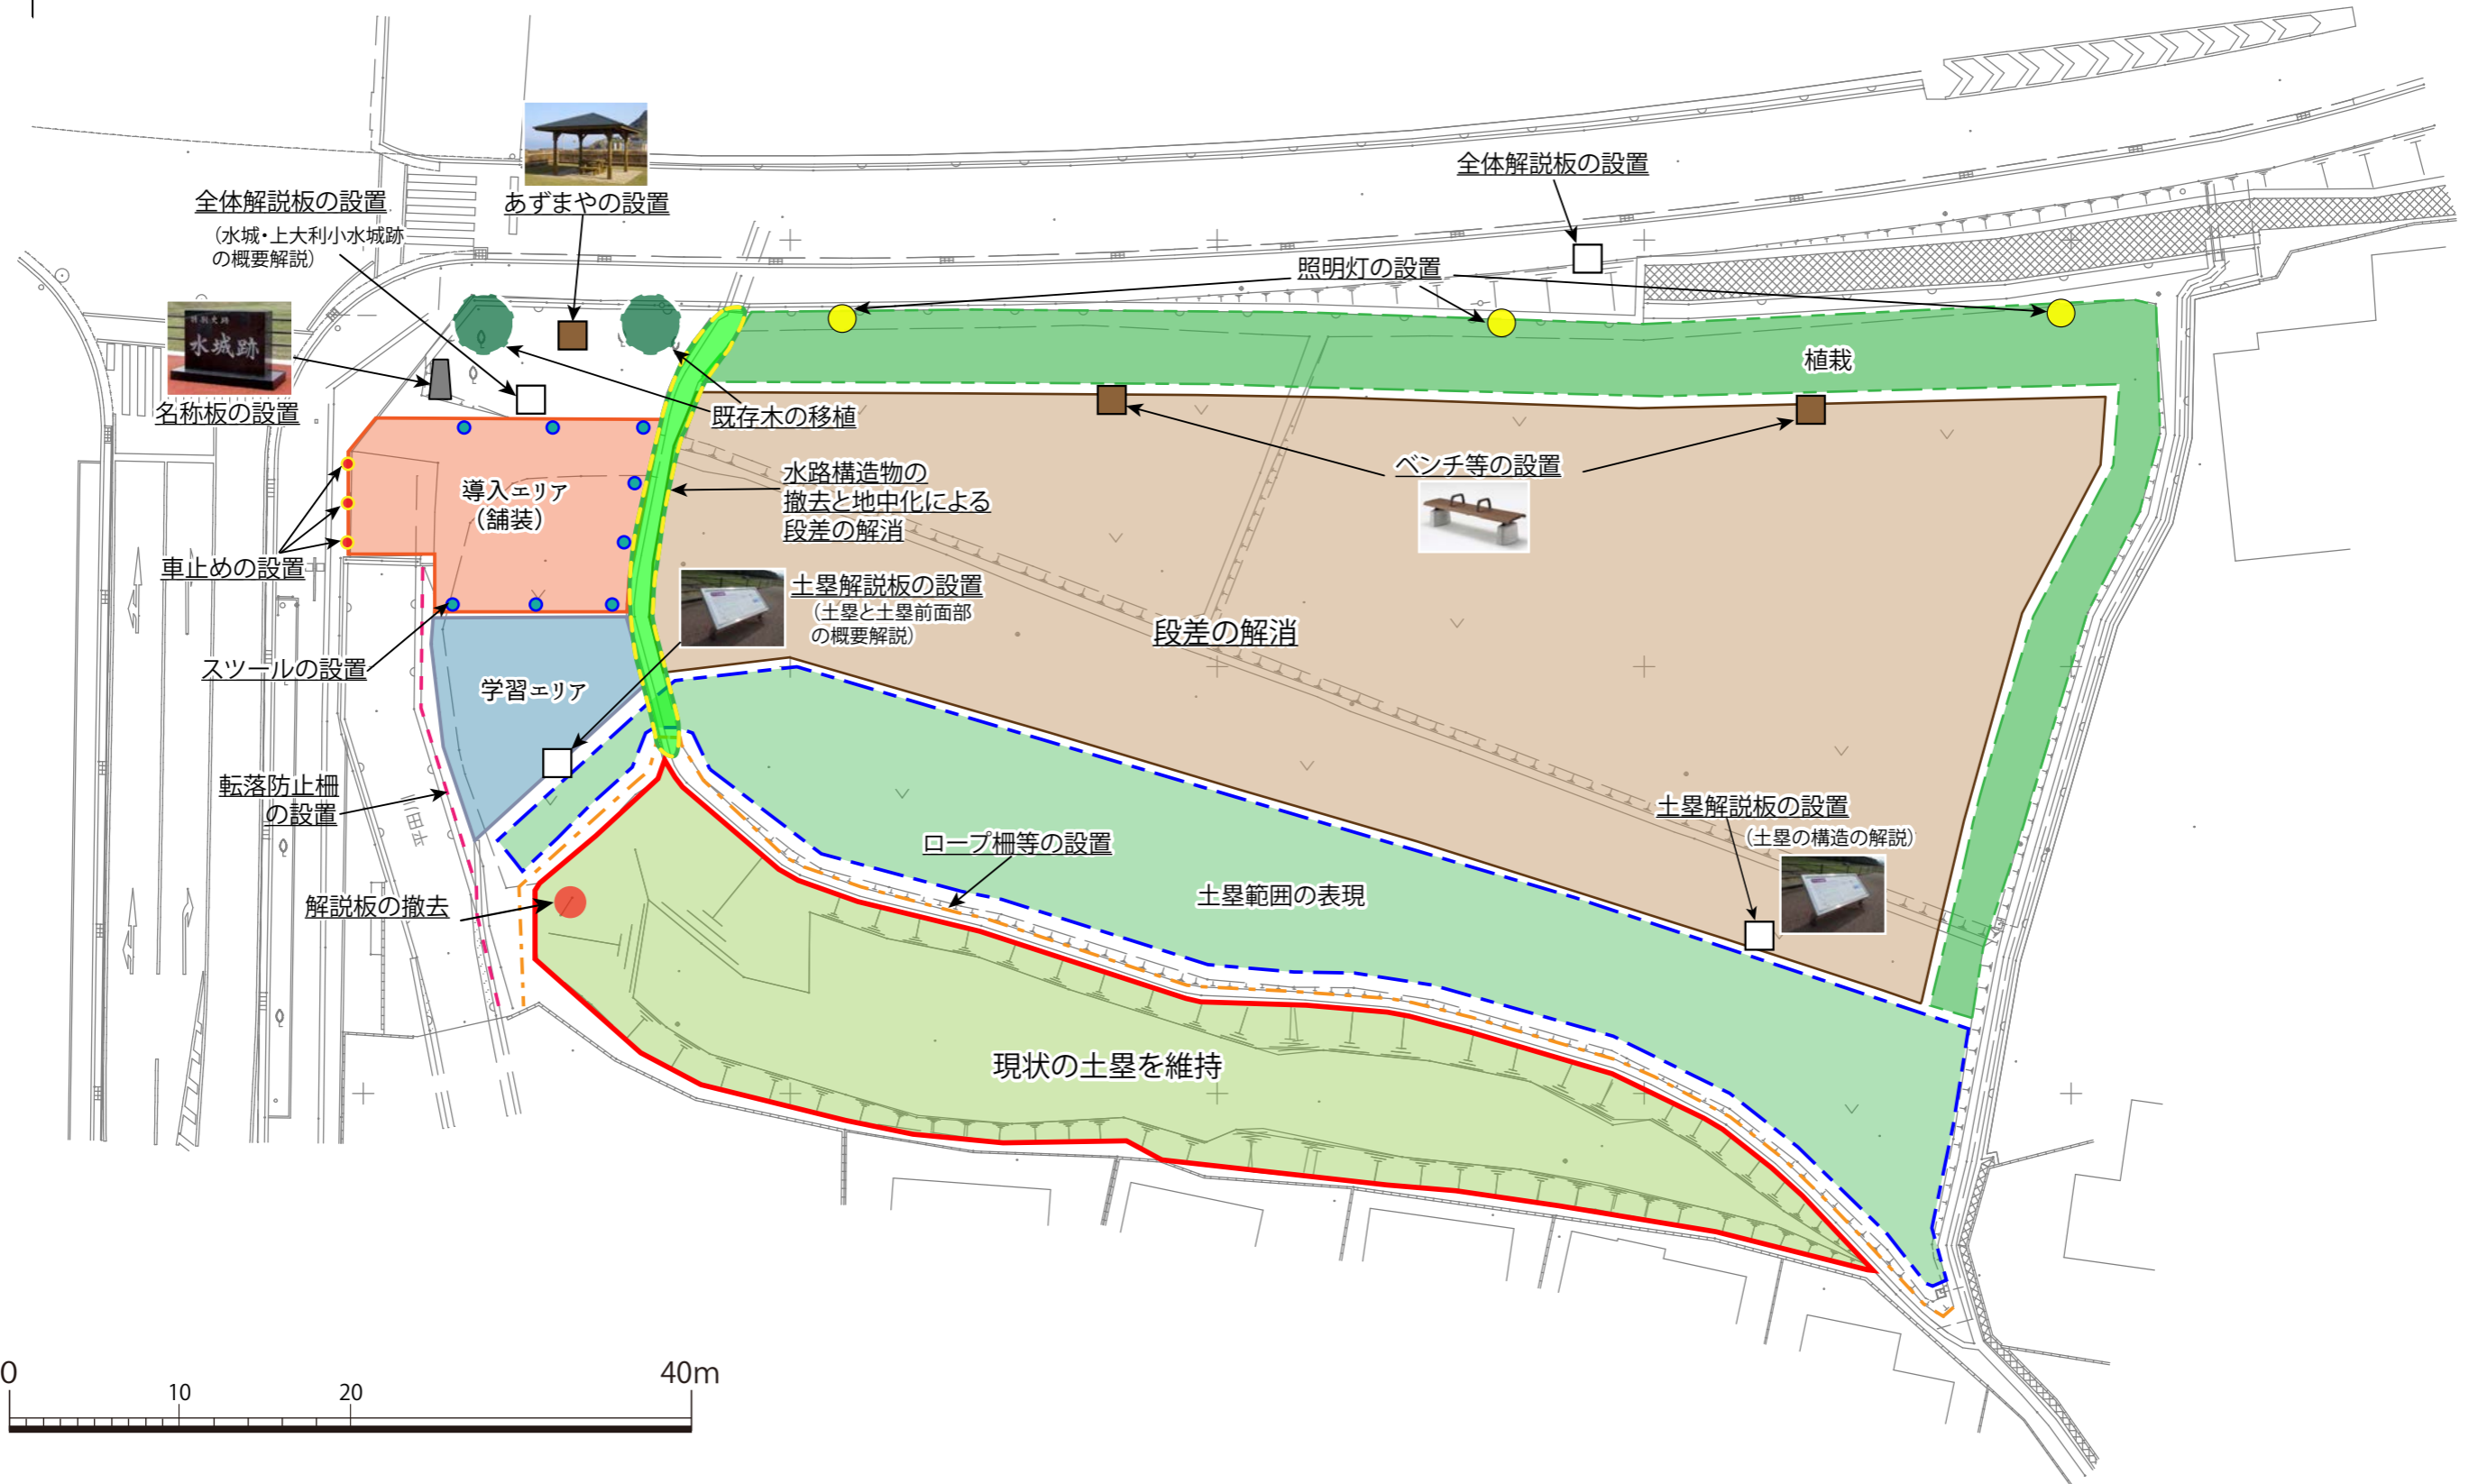 全体解説板の設置
（水城・上大利小水城跡
の概要解説）
あずまやの設置
全体解説板の設置
照明灯の設置
植栽
特別史跡
水城跡
名称板の設置
既存木の移植
導入エリア
（舗装）
水路構造物の
撤去と地中化による
段差の解消
ベンチ等の設置
車止めの設置
土塁解説板の設置
（土塁と土塁前面部
の概要解説）
段差の解消
スツールの設置
学習エリア
転落防止柵
の設置
土塁解説板の設置
（土塁の構造の解説）
ロープ柵等の設置
土塁範囲の表現
解説板の撤去
現状の土塁を維持
0
10
20
40m